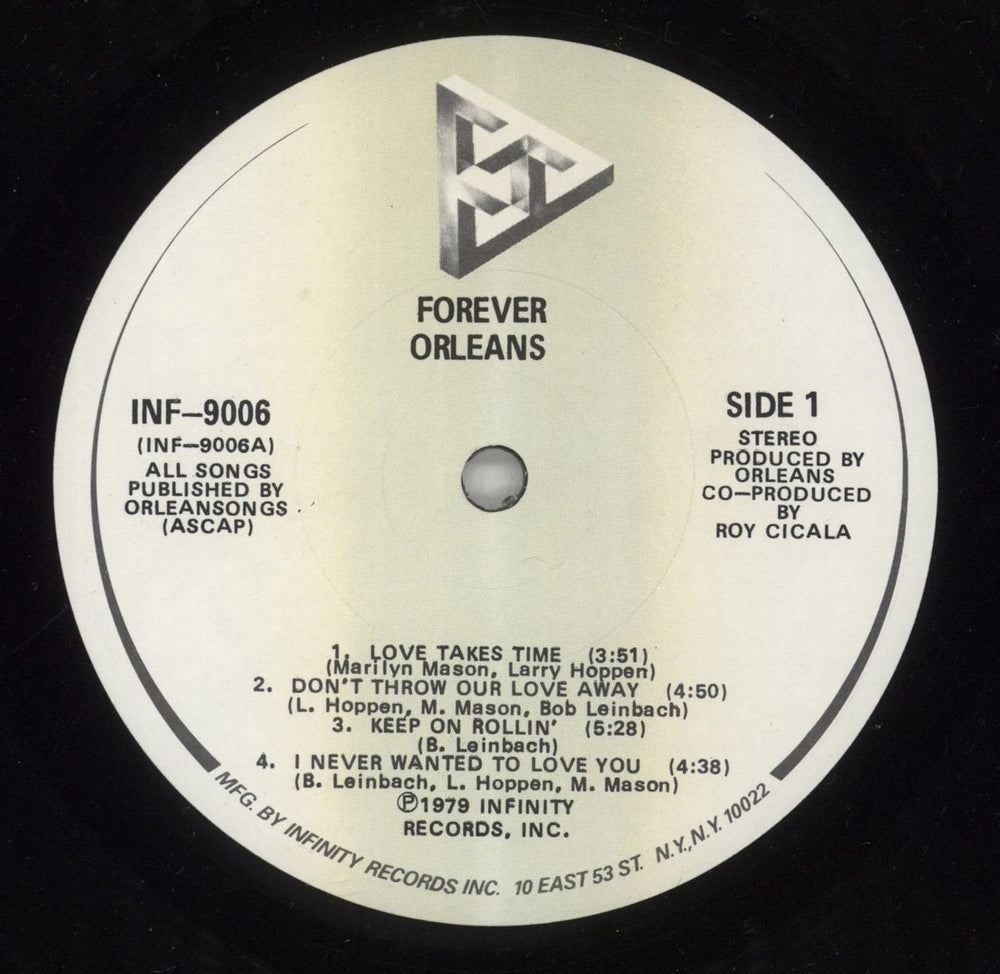 FOREVER
ORLEANS
INF—9006
(INF—9006A)
ALL SONGS
PUBLISHED BY
ORLEANSONGS
(ASCAP)
SIDE 1
STEREO
PRODUCED BY
ORLEANS
CO—PRODUCED
BY
ROY CICALA
1. LOVE TAKES TIME (3:51)
(Marilyn Mason, Larry Hoppen)
2. DON'T THROW OUR LOVE AWAY (4:50)
(L. Hoppen, M. Mason, Bob Leinbach)
3. KEEP ON ROLLIN' (5:28)
(B. Leinbach)
4. I NEVER WANTED TO LOVE YOU (4:38)
(B. Leinbach, L. Hoppen, M. Mason)
℗1979 INFINITY
RECORDS, INC.
MFG. BY INFINITY RECORDS INC. 10 EAST 53 ST. N.Y., N.Y. 10022